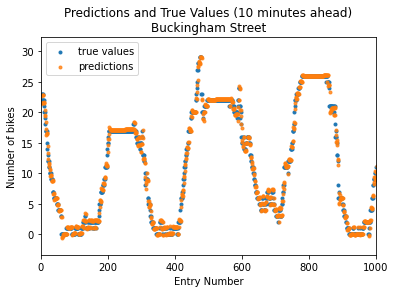 Predictions and True Values (10 minutes ahead)
Buckingham Street
true values
predictions
Number of bikes
30
25
20
15
10
5
0
0 200 400 600 800 1000
Entry Number